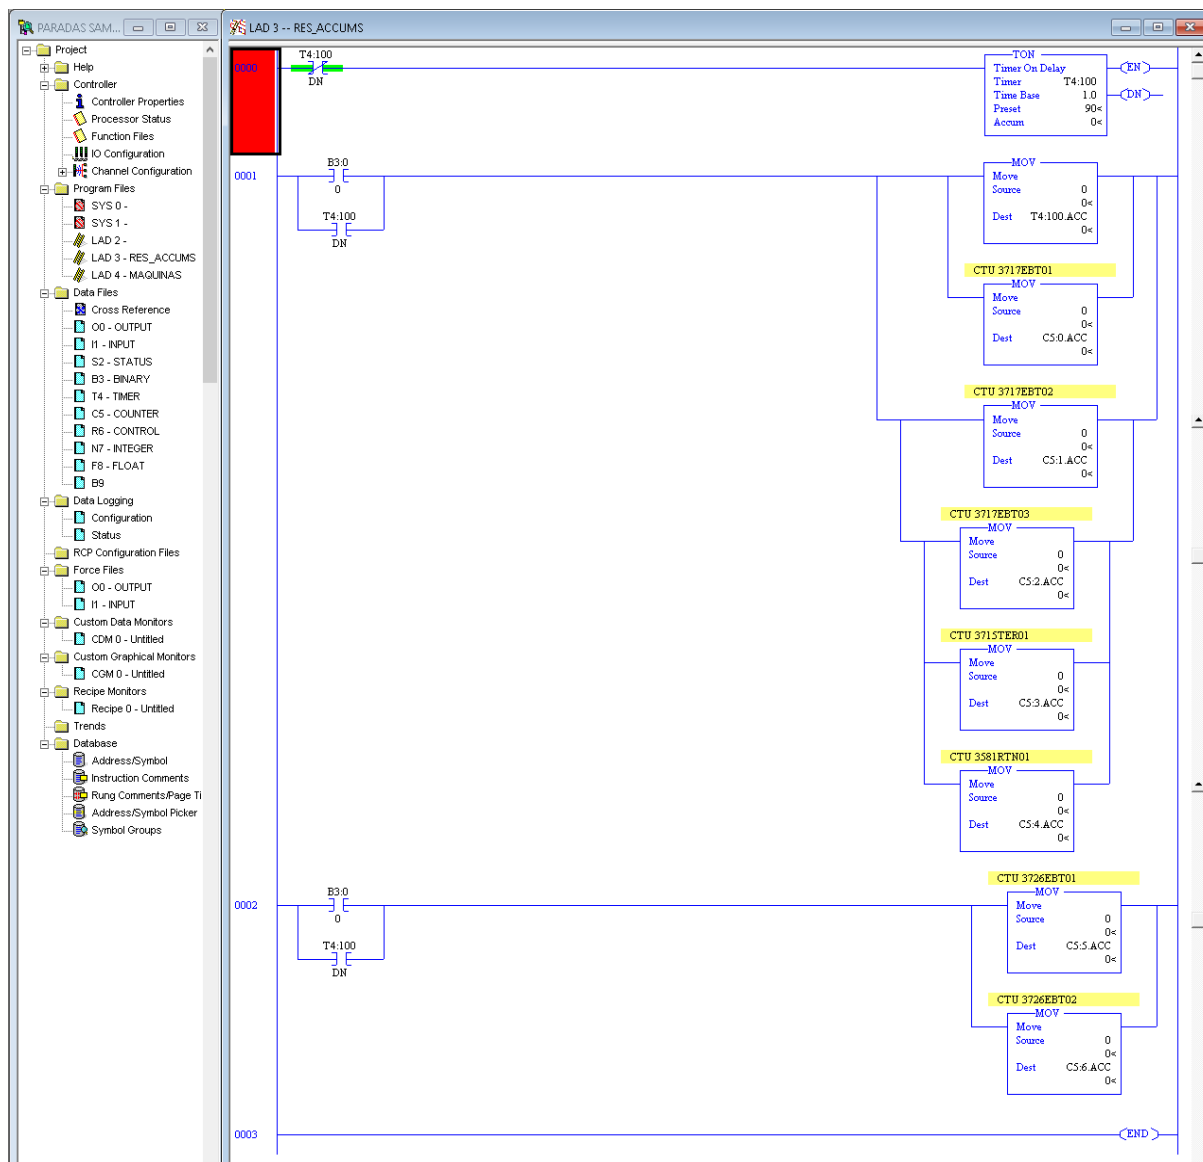 PARADAS SAM...
Project
Help
Controller
Controller Properties
Processor Status
Function Files
IO Configuration
Channel Configuration
Program Files
SYS 0 -
SYS 1 -
LAD 2 -
LAD 3 - RES_ACCUMS
LAD 4 - MAQUINAS
Data Files
Cross Reference
O0 - OUTPUT
I1 - INPUT
S2 - STATUS
B3 - BINARY
T4 - TIMER
C5 - COUNTER
R6 - CONTROL
N7 - INTEGER
F8 - FLOAT
B9
Data Logging
Configuration
Status
RCP Configuration Files
Force Files
O0 - OUTPUT
I1 - INPUT
Custom Data Monitors
CDM 0 - Untitled
Custom Graphical Monitors
CGM 0 - Untitled
Recipe Monitors
Recipe 0 - Untitled
Trends
Database
Address/Symbol
Instruction Comments
Rung Comments/Page Ti
Address/Symbol Picker
Symbol Groups
LAD 3 -- RES_ACCUMS
0000
T4:100
DN
TON
Timer On Delay
Timer T4:100
Time Base 1.0
Preset 90<
Accum 0<
EN
DN
0001
B3:0
0
T4:100
DN
MOV
Move
Source 0
0<
Dest T4:100.ACC
0<
CTU 3717EBT01
MOV
Move
Source 0
0<
Dest C5:0.ACC
0<
CTU 3717EBT02
MOV
Move
Source 0
0<
Dest C5:1.ACC
0<
CTU 3717EBT03
MOV
Move
Source 0
0<
Dest C5:2.ACC
0<
CTU 3715TER01
MOV
Move
Source 0
0<
Dest C5:3.ACC
0<
CTU 3581RTN01
MOV
Move
Source 0
0<
Dest C5:4.ACC
0<
0002
B3:0
0
T4:100
DN
CTU 3726EBT01
MOV
Move
Source 0
0<
Dest C5:5.ACC
0<
CTU 3726EBT02
MOV
Move
Source 0
0<
Dest C5:6.ACC
0<
0003
END